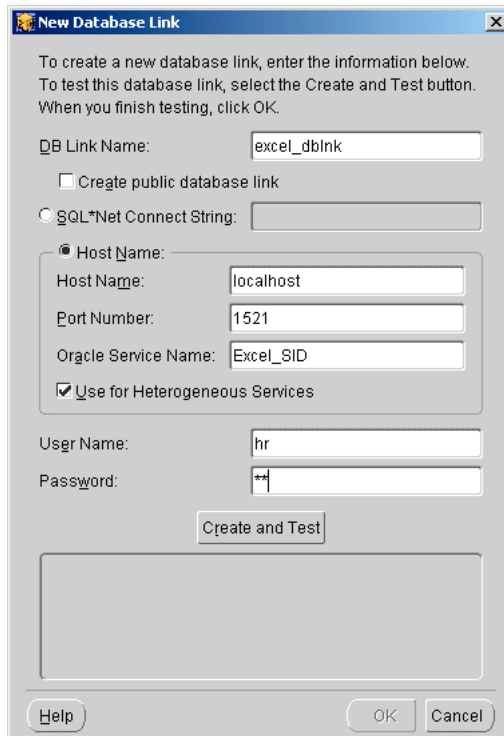 New Database Link
To create a new database link, enter the information below.
To test this database link, select the Create and Test button.
When you finish testing, click OK.
DB Link Name: excel_dblnk
Create public database link
SQL*Net Connect String:
Host Name:
Host Name: localhost
Port Number: 1521
Oracle Service Name: Excel_SID
Use for Heterogeneous Services
User Name: hr
Password: **
Create and Test
Help OK Cancel